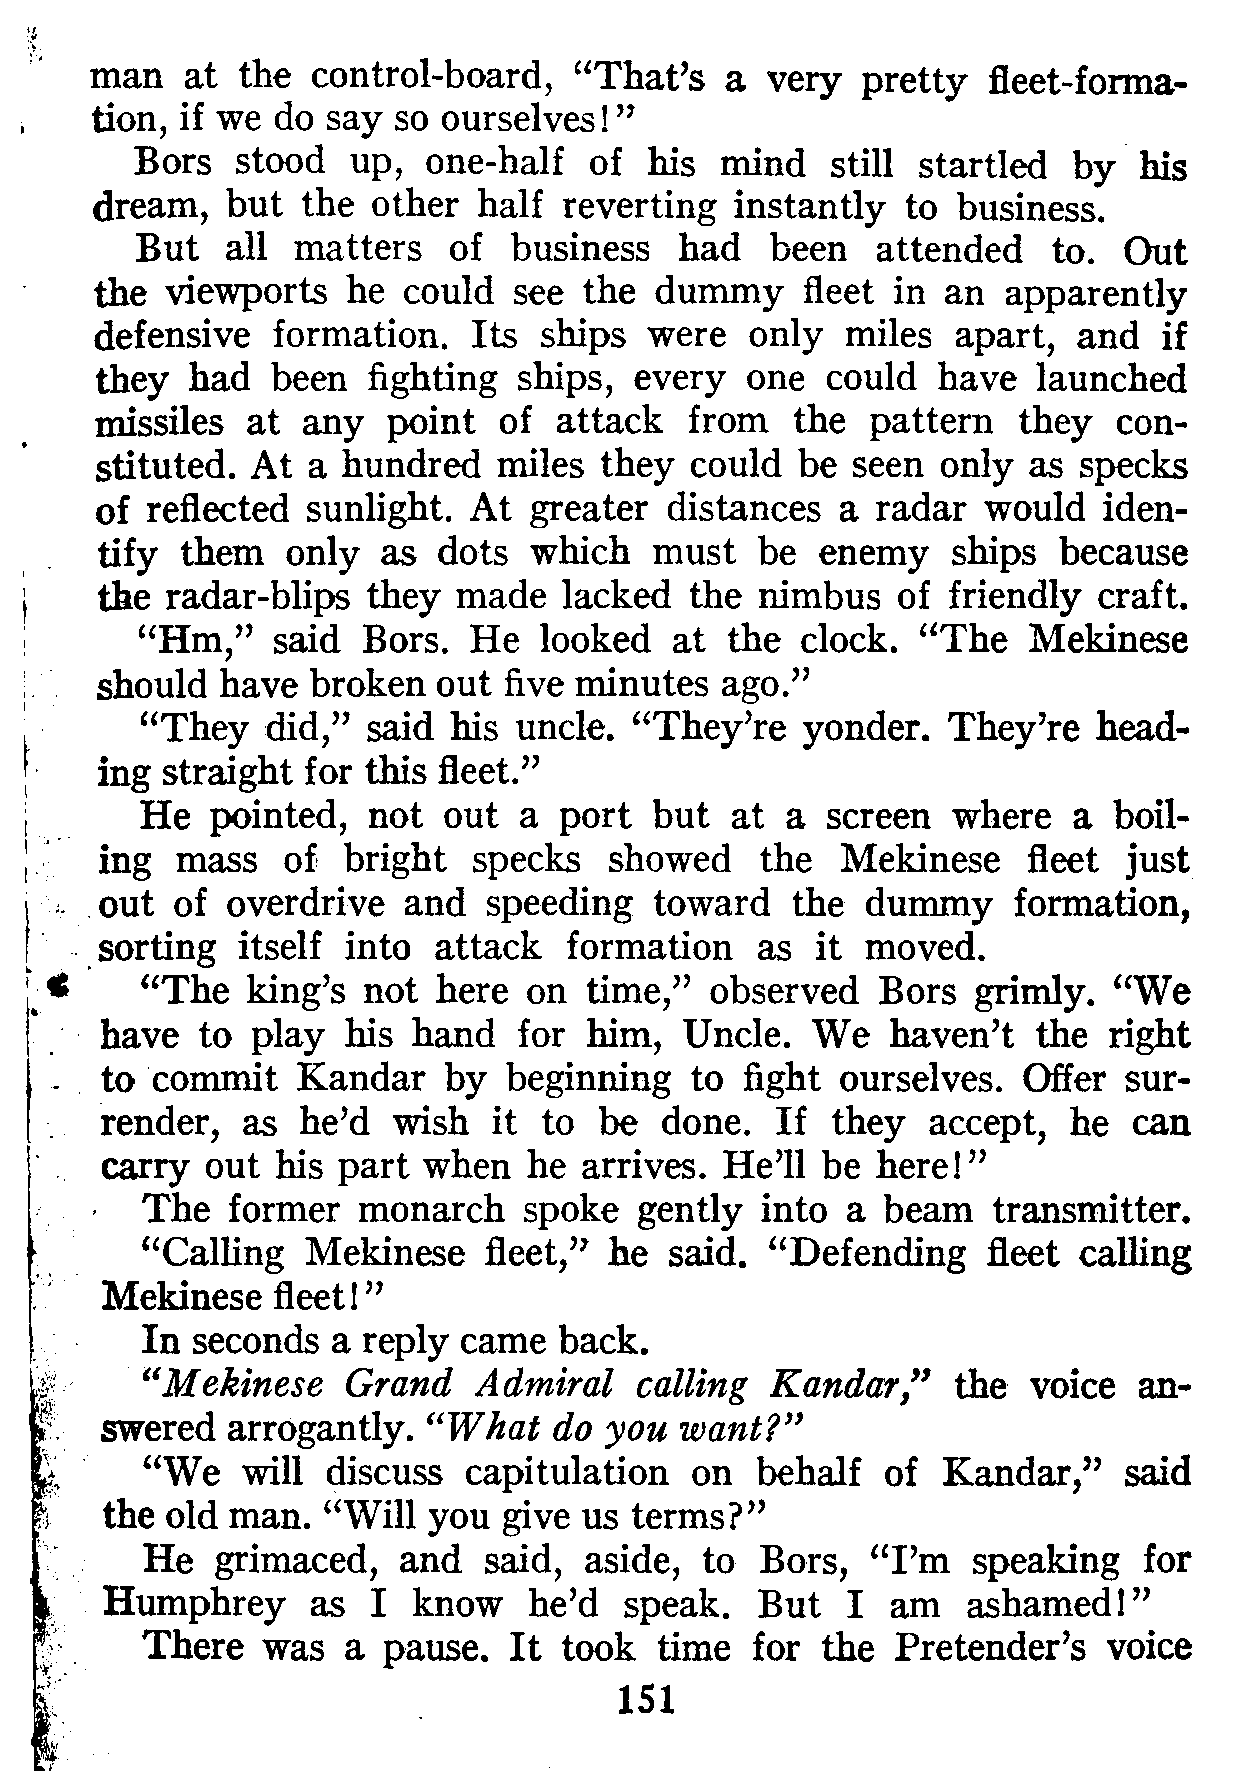 man at the control-board, “That’s a very pretty fleet-forma-
tion, if we do say so ourselves!”
Bors stood up, one-half of his mind still startled by his
dream, but the other half reverting instantly to business.
But all matters of business had been attended to. Out
the viewports he could see the dummy fleet in an apparently
defensive formation. Its ships were only miles apart, and if
they had been fighting ships, every one could have launched
missiles at any point of attack from the pattern they con-
stituted. At a hundred miles they could be seen only as specks
of reflected sunlight. At greater distances a radar would iden-
tify them only as dots which must be enemy ships because
the radar-blips they made lacked the nimbus of friendly craft.
“Hm,” said Bors. He looked at the clock. “The Mekinese
should have broken out five minutes ago.”
“They did,” said his uncle. “They’re yonder. They’re head-
ing straight for this fleet.”
He pointed, not out a port but at a screen where a boil-
ing mass of bright specks showed the Mekinese fleet just
out of overdrive and speeding toward the dummy formation,
sorting itself into attack formation as it moved.
“The king’s not here on time,” observed Bors grimly. “We
have to play his hand for him, Uncle. We haven’t the right
to commit Kandar by beginning to fight ourselves. Offer sur-
render, as he’d wish it to be done. If they accept, he can
carry out his part when he arrives. He’ll be here!”
The former monarch spoke gently into a beam transmitter.
“Calling Mekinese fleet,” he said. “Defending fleet calling
Mekinese fleet!”
In seconds a reply came back.
“Mekinese Grand Admiral calling Kandar,” the voice an-
swered arrogantly. “What do you want?”
“We will discuss capitulation on behalf of Kandar,” said
the old man. “Will you give us terms?”
He grimaced, and said, aside, to Bors, “I’m speaking for
Humphrey as I know he’d speak. But I am ashamed!”
There was a pause. It took time for the Pretender’s voice
151